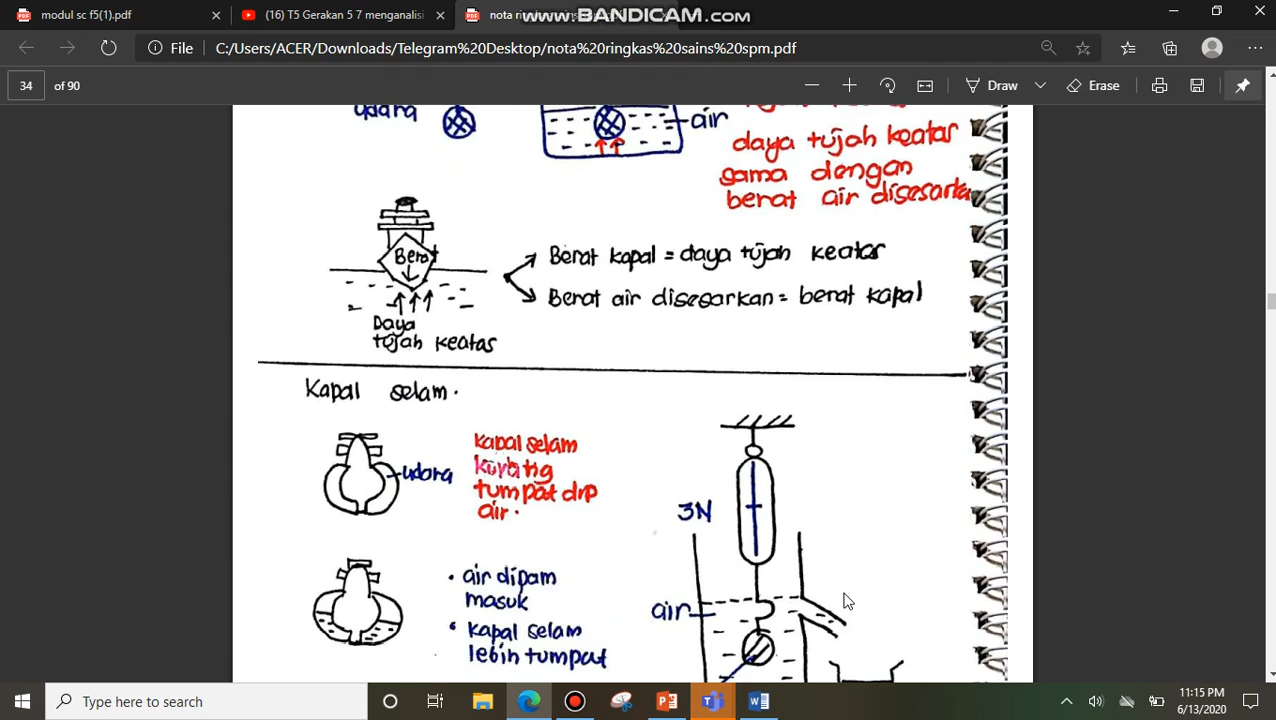 www.BANDICAM.com
modul sc f5(1).pdf
(16) T5 Gerakan 5 7 menganalisi
nota ri
File
C:/Users/ACER/Downloads/Telegram%20Desktop/nota%20ringkas%20sains%20spm.pdf
34 of 90
Draw
Erase
udara
air
daya tujah keatas
sama dengan
berat air disesarkan
Berat
Daya
tujah keatas
Berat kapal = daya tujah keatas
Berat air disesarkan = berat kapal
Kapal selam.
udara
kapal selam
kurang
tumpat drp
air.
• air dipam
masuk
• kapal selam
lebih tumpat
3N
air
Type here to search
11:15 PM
6/13/2020